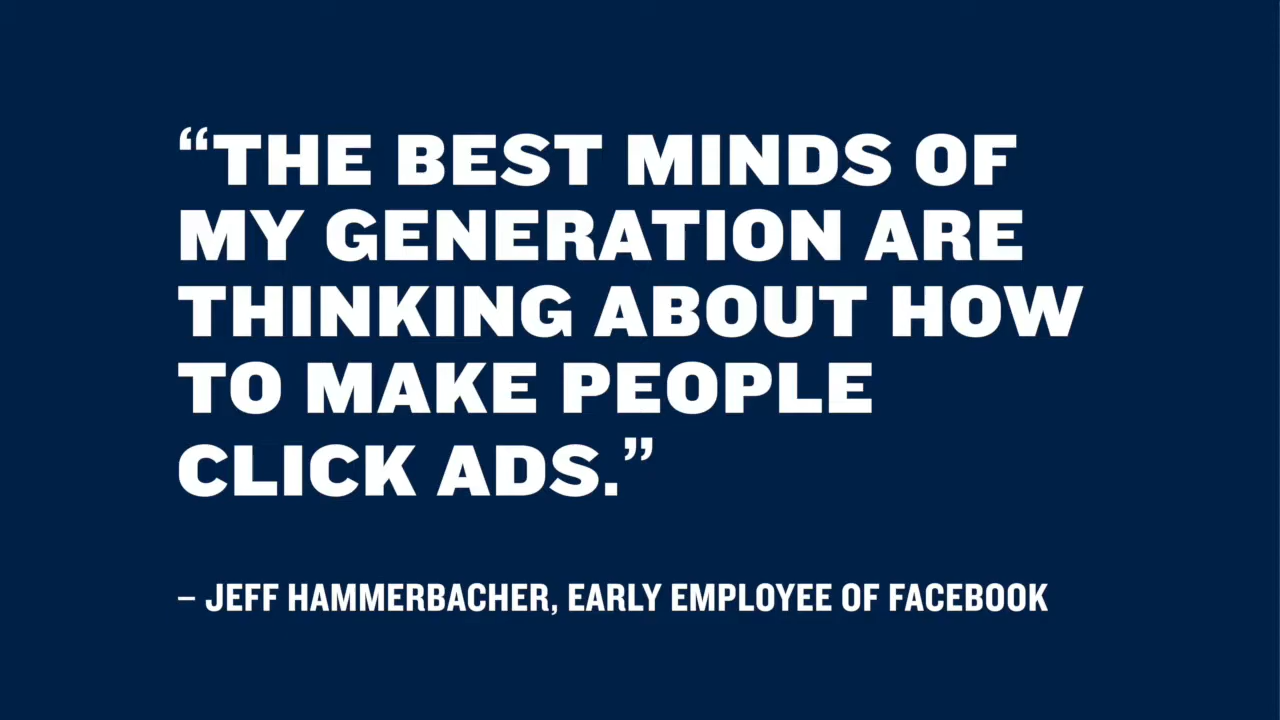 “THE BEST MINDS OF
MY GENERATION ARE
THINKING ABOUT HOW
TO MAKE PEOPLE
CLICK ADS.”
– JEFF HAMMERBACHER, EARLY EMPLOYEE OF FACEBOOK